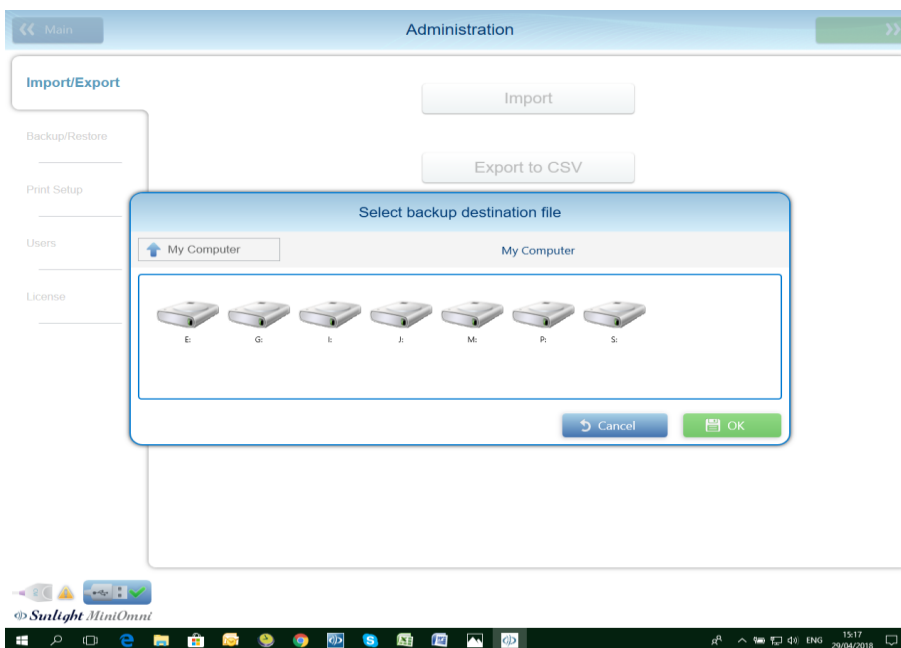 Main
Administration
Import/Export
Import
Backup/Restore
Export to CSV
Print Setup
Select backup destination file
Users
My Computer
My Computer
License
E:
G:
I:
J:
M:
P:
S:
Cancel
OK
Sunlight MiniOmni
ENG
15:17
29/04/2018